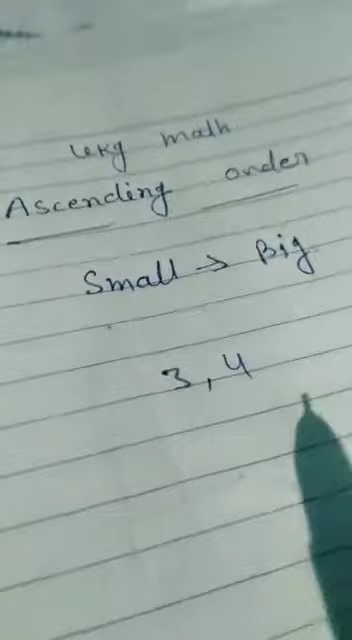 ukg math
Ascending order
Small → Big
3, 4